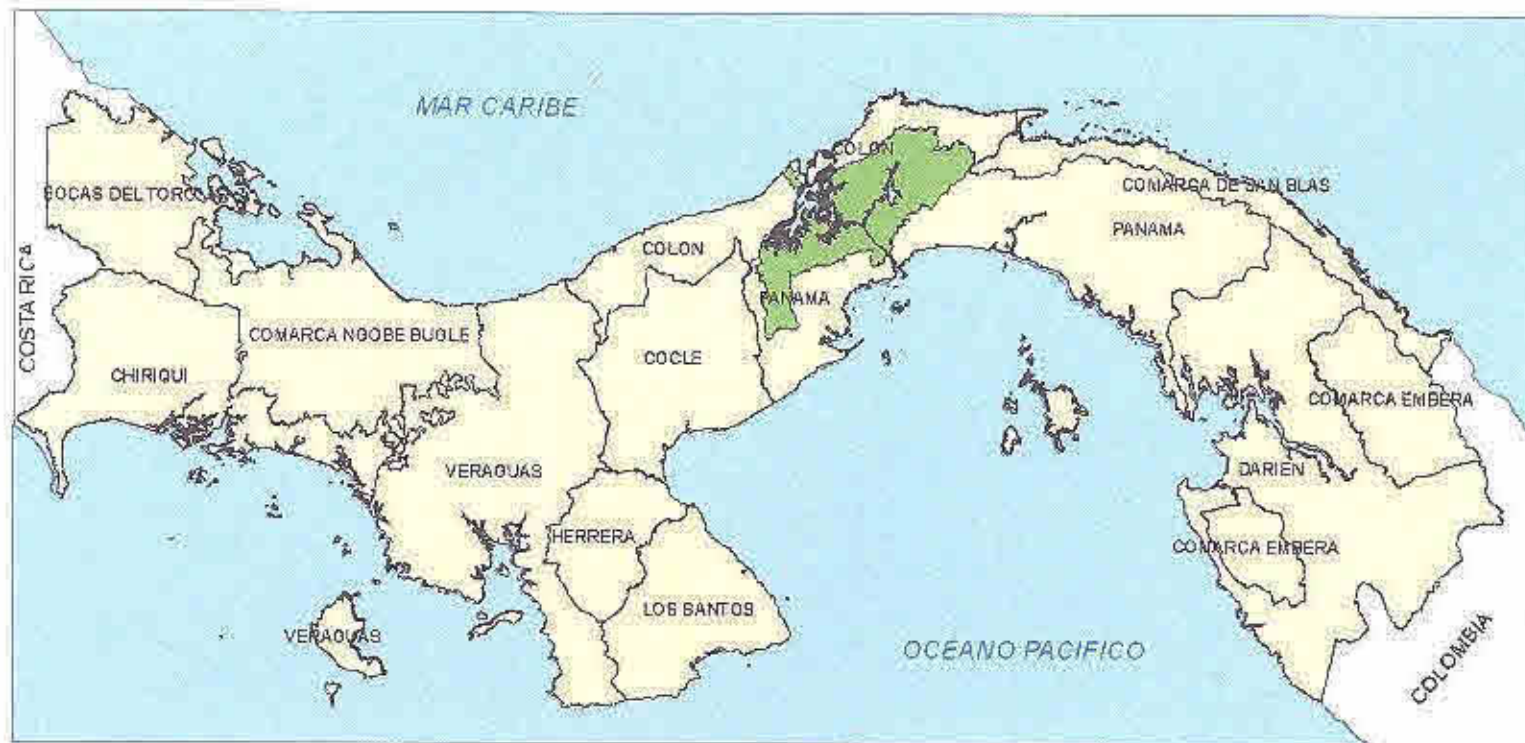 MAR CARIBE
COLON
BOCAS DEL TORO
COMARCA DE SAN BLAS
PANAMA
COLON
COSTA RICA
PANAMA
COMARCA NGOBE BUGLE
COCLE
CHIRIQUI
COMARCA EMBERA
VERAGUAS
DARIEN
HERRERA
COMARCA EMBERA
LOS SANTOS
VERAGUAS
OCEANO PACIFICO
COLOMBIA